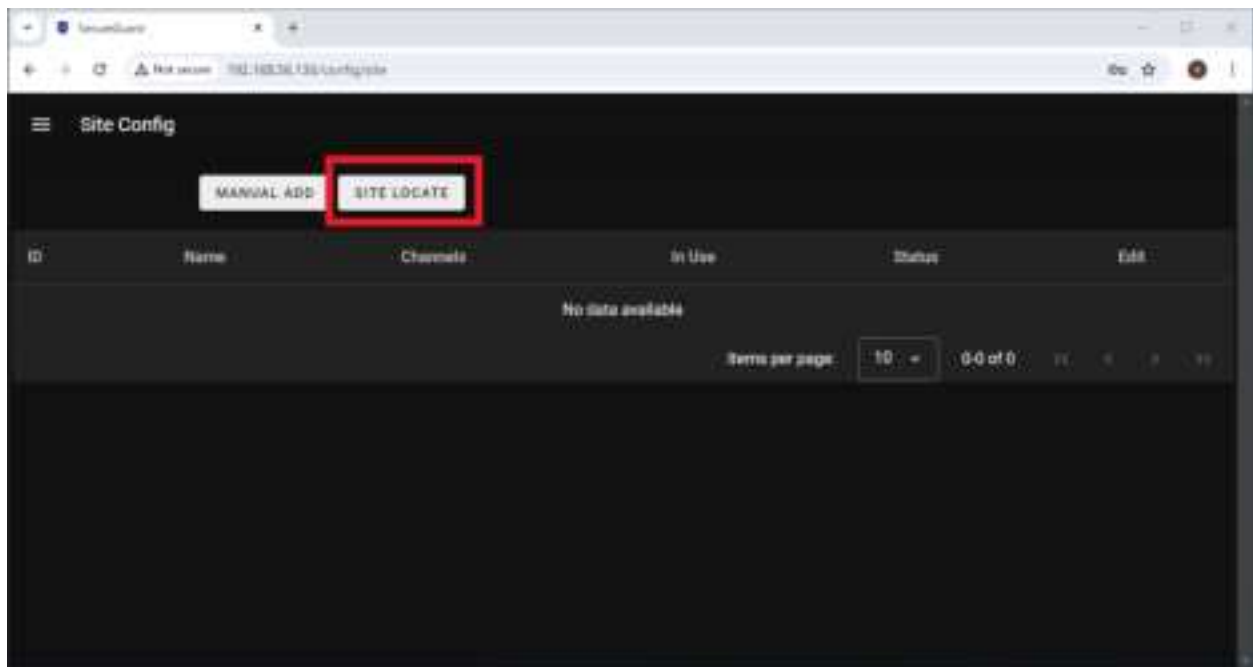 SecureGuard
Not secure
Site Config
MANUAL ADD
SITE LOCATE
ID Name Channels In Use Status Edit
No data available
Items per page: 10 0-0 of 0